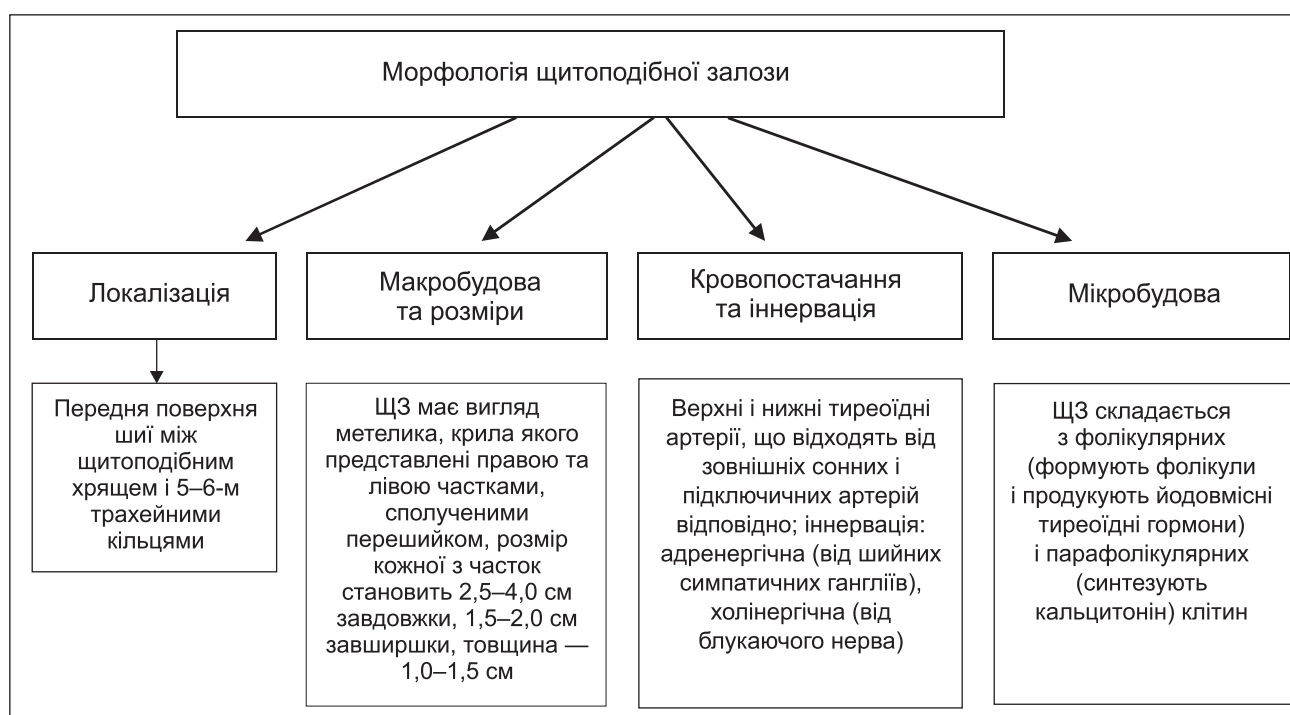 Морфологія щитоподібної залози
Локалізація
Макробудова
та розміри
Кровопостачання
та іннервація
Мікробудова
Передня поверхня
шиї між
щитоподібним
хрящем і 5–6-м
трахейними
кільцями
ЩЗ має вигляд
метелика, крила якого
представлені правою та
лівою частками,
сполученими
перешийком, розмір
кожної з часток
становить 2,5–4,0 см
завдовжки, 1,5–2,0 см
завширшки, товщина —
1,0–1,5 см
Верхні і нижні тиреоїдні
артерії, що відходять від
зовнішніх сонних і
підключичних артерій
відповідно; іннервація:
адренергічна (від шийних
симпатичних гангліїв),
холінергічна (від
блукаючого нерва)
ЩЗ складається
з фолікулярних
(формують фолікули
і продукують йодовмісні
тиреоїдні гормони)
і парафолікулярних
(синтезують
кальцитонін) клітин